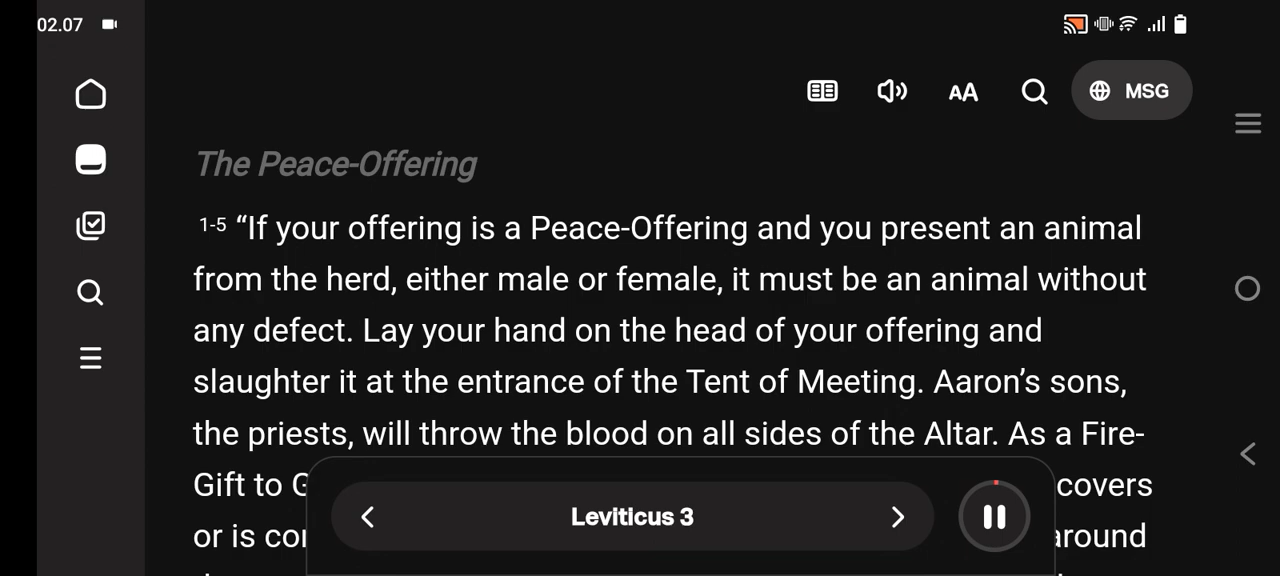 02.07
AA
MSG
The Peace-Offering
1-5 “If your offering is a Peace-Offering and you present an animal
from the herd, either male or female, it must be an animal without
any defect. Lay your hand on the head of your offering and
slaughter it at the entrance of the Tent of Meeting. Aaron’s sons,
the priests, will throw the blood on all sides of the Altar. As a Fire-
Gift to covers
or is around
Leviticus 3